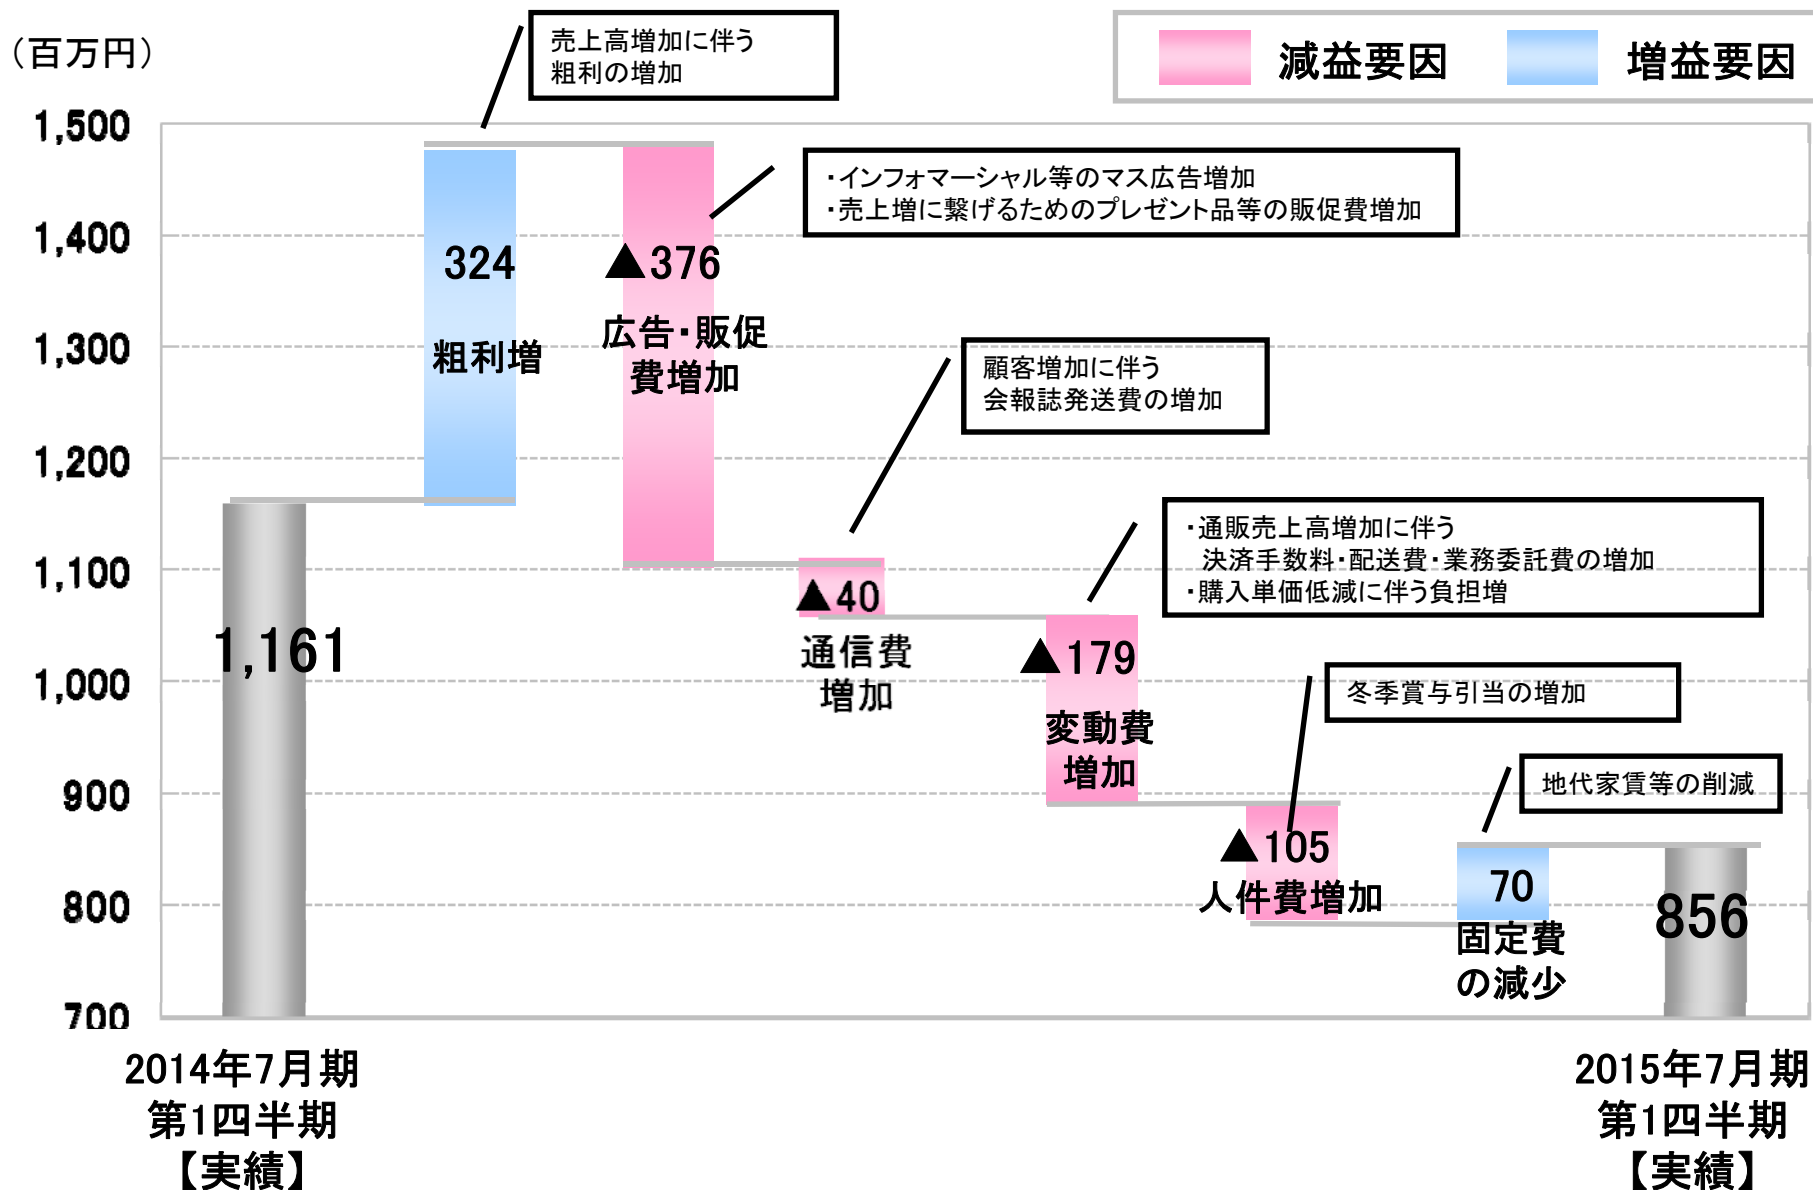 （百万円）
売上高増加に伴う
粗利の増加
減益要因
増益要因
1,500
1,400
1,300
1,200
1,100
1,000
900
800
700
・インフォマーシャル等のマス広告増加
・売上増に繋げるためのプレゼント品等の販促費増加
324
粗利増
▲376
広告・販促
費増加
顧客増加に伴う
会報誌発送費の増加
▲40
通信費
増加
・通販売上高増加に伴う
決済手数料・配送費・業務委託費の増加
・購入単価低減に伴う負担増
1,161
▲179
変動費
増加
冬季賞与引当の増加
▲105
人件費増加
地代家賃等の削減
70
固定費
の減少
856
2014年7月期
第1四半期
【実績】
2015年7月期
第1四半期
【実績】